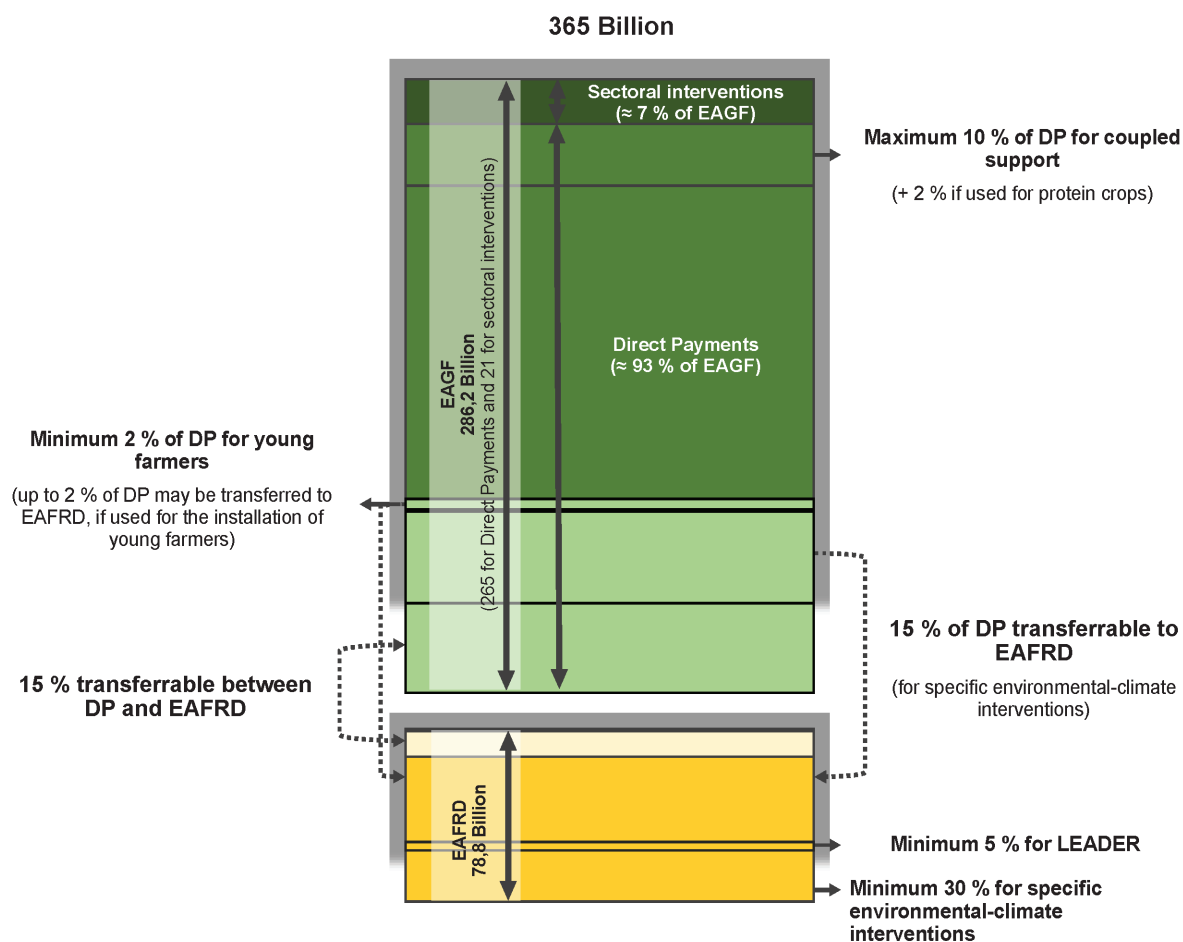 365 Billion
Sectoral interventions
(≈ 7 % of EAGF)
Maximum 10 % of DP for coupled
support
(+ 2 % if used for protein crops)
Direct Payments
(≈ 93 % of EAGF)
EAGF
286,2 Billion
(265 for Direct Payments and 21 for sectoral interventions)
Minimum 2 % of DP for young
farmers
(up to 2 % of DP may be transferred to
EAFRD, if used for the installation of
young farmers)
15 % of DP transferrable to
EAFRD
(for specific environmental-climate
interventions)
15 % transferrable between
DP and EAFRD
EAFRD
78,8 Billion
Minimum 5 % for LEADER
Minimum 30 % for specific
environmental-climate
interventions